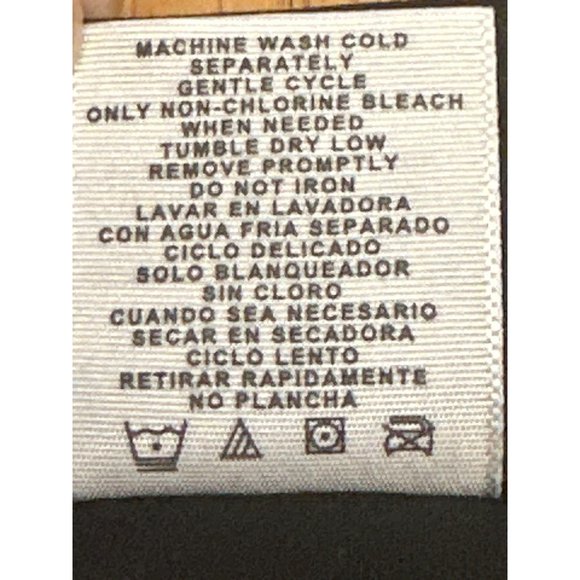 MACHINE WASH COLD
SEPARATELY
GENTLE CYCLE
ONLY NON-CHLORINE BLEACH
WHEN NEEDED
TUMBLE DRY LOW
REMOVE PROMPTLY
DO NOT IRON
LAVAR EN LAVADORA
CON AGUA FRIA SEPARADO
CICLO DELICADO
SOLO BLANQUEADOR
SIN CLORO
CUANDO SEA NECESARIO
SECAR EN SECADORA
CICLO LENTO
RETIRAR RAPIDAMENTE
NO PLANCHA